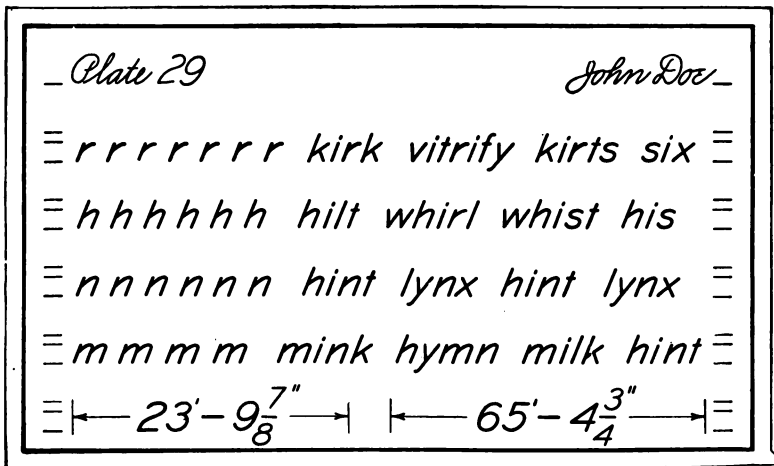 Plate 29 John Doe
r r r r r r r kirk vitrify kirts six
h h h h h h hilt whirl whist his
n n n n n n hint lynx hint lynx
m m m m mink hymn milk hint
23'-9 7/8" 65'-4 3/4"